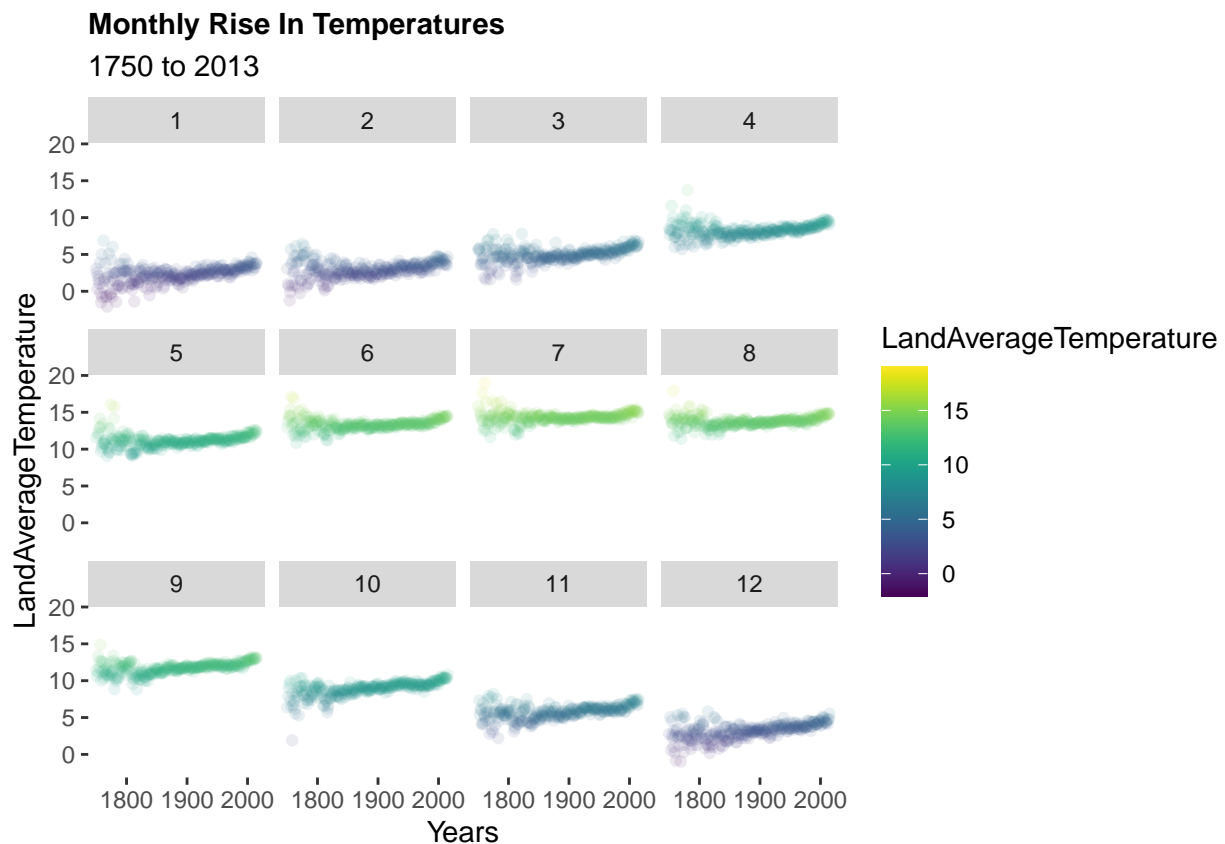 Monthly Rise In Temperatures
1750 to 2013
1 2 3 4
20
15
10
5
0
5 6 7 8
20
15
10
5
0
9 10 11 12
20
15
10
5
0
1800 1900 2000 1800 1900 2000 1800 1900 2000 1800 1900 2000
Years
LandAverageTemperature
LandAverageTemperature
15
10
5
0